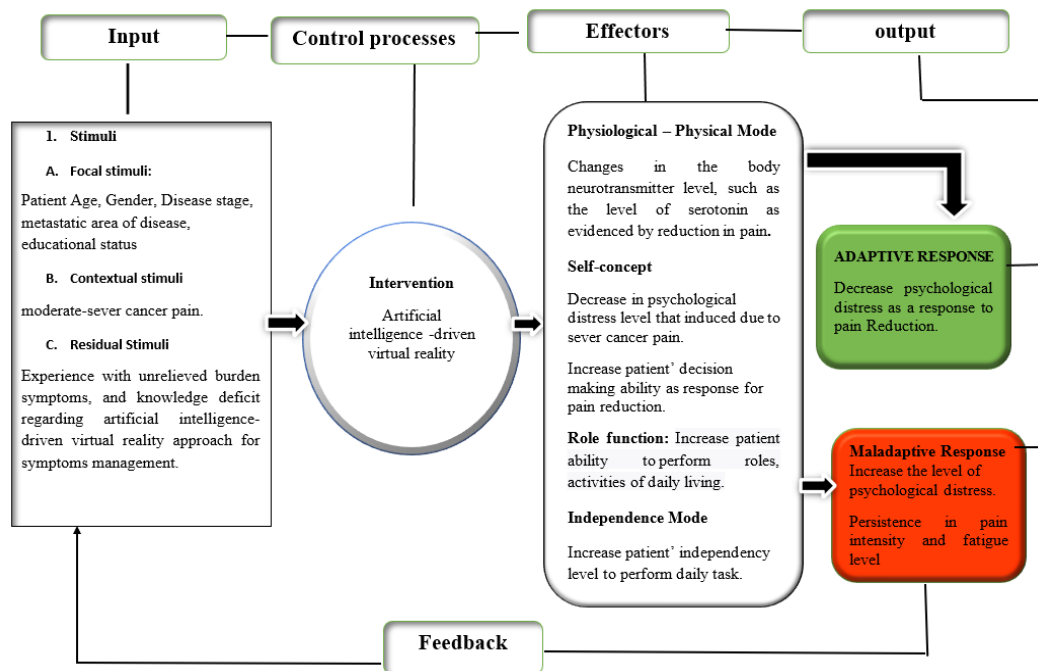 Input
Control processes
Effectors
output
1. Stimuli
A. Focal stimuli:
Patient Age, Gender, Disease stage,
metastatic area of disease,
educational status
B. Contextual stimuli
moderate-sever cancer pain.
C. Residual Stimuli
Experience with unrelieved burden
symptoms, and knowledge deficit
regarding artificial intelligence-
driven virtual reality approach for
symptoms management.
Intervention
Artificial
intelligence -driven
virtual reality
Physiological – Physical Mode
Changes in the body
neurotransmitter level, such as
the level of serotonin as
evidenced by reduction in pain.
Self-concept
Decrease in psychological
distress level that induced due to
sever cancer pain.
Increase patient’ decision
making ability as response for
pain reduction.
Role function: Increase patient
ability to perform roles,
activities of daily living.
Independence Mode
Increase patient’ independency
level to perform daily task.
ADAPTIVE RESPONSE
Decrease psychological
distress as a response to
pain Reduction.
Maladaptive Response
Increase the level of
psychological distress.
Persistence in pain
intensity and fatigue
level
Feedback